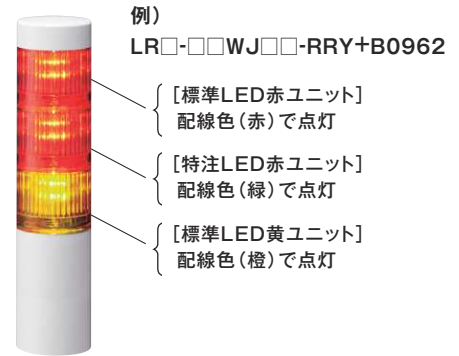 例）
LR□-□□WJ□□-RRY+B0962
[標準LED赤ユニット]
配線色（赤）で点灯
[特注LED赤ユニット]
配線色（緑）で点灯
[標準LED黄ユニット]
配線色（橙）で点灯